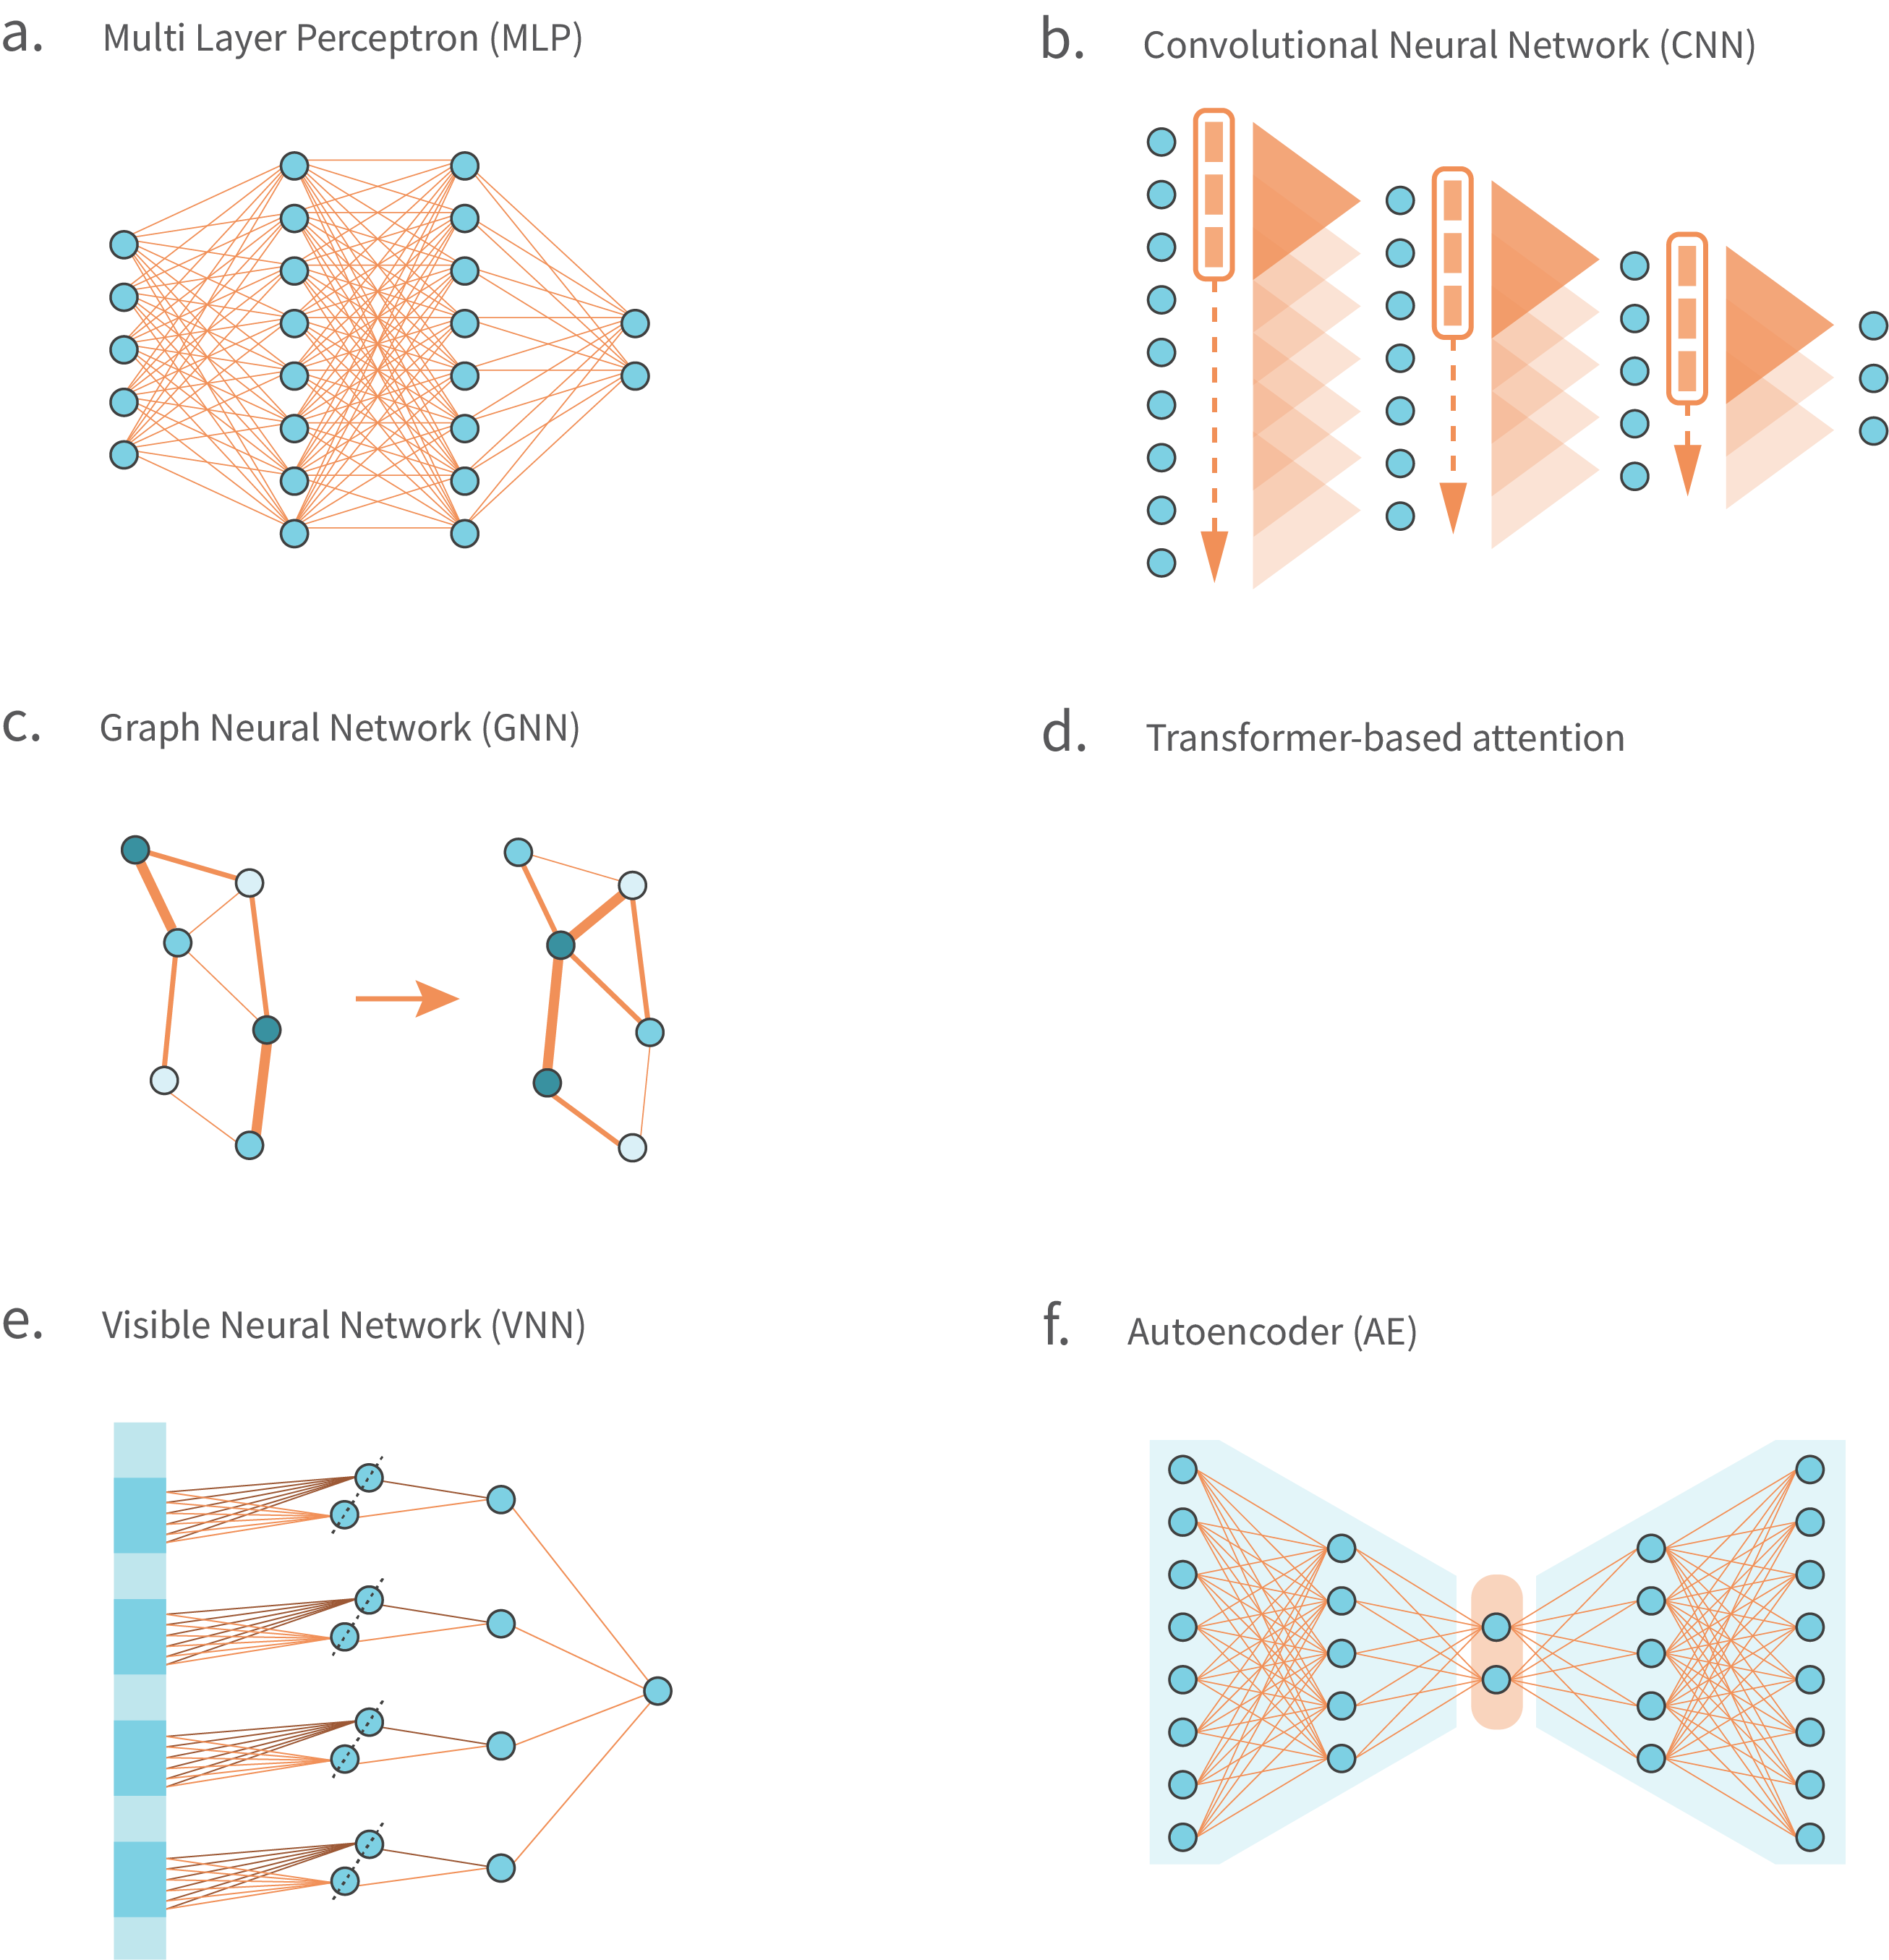 a. Multi Layer Perceptron (MLP)
b. Convolutional Neural Network (CNN)
c. Graph Neural Network (GNN)
d. Transformer-based attention
e. Visible Neural Network (VNN)
f. Autoencoder (AE)